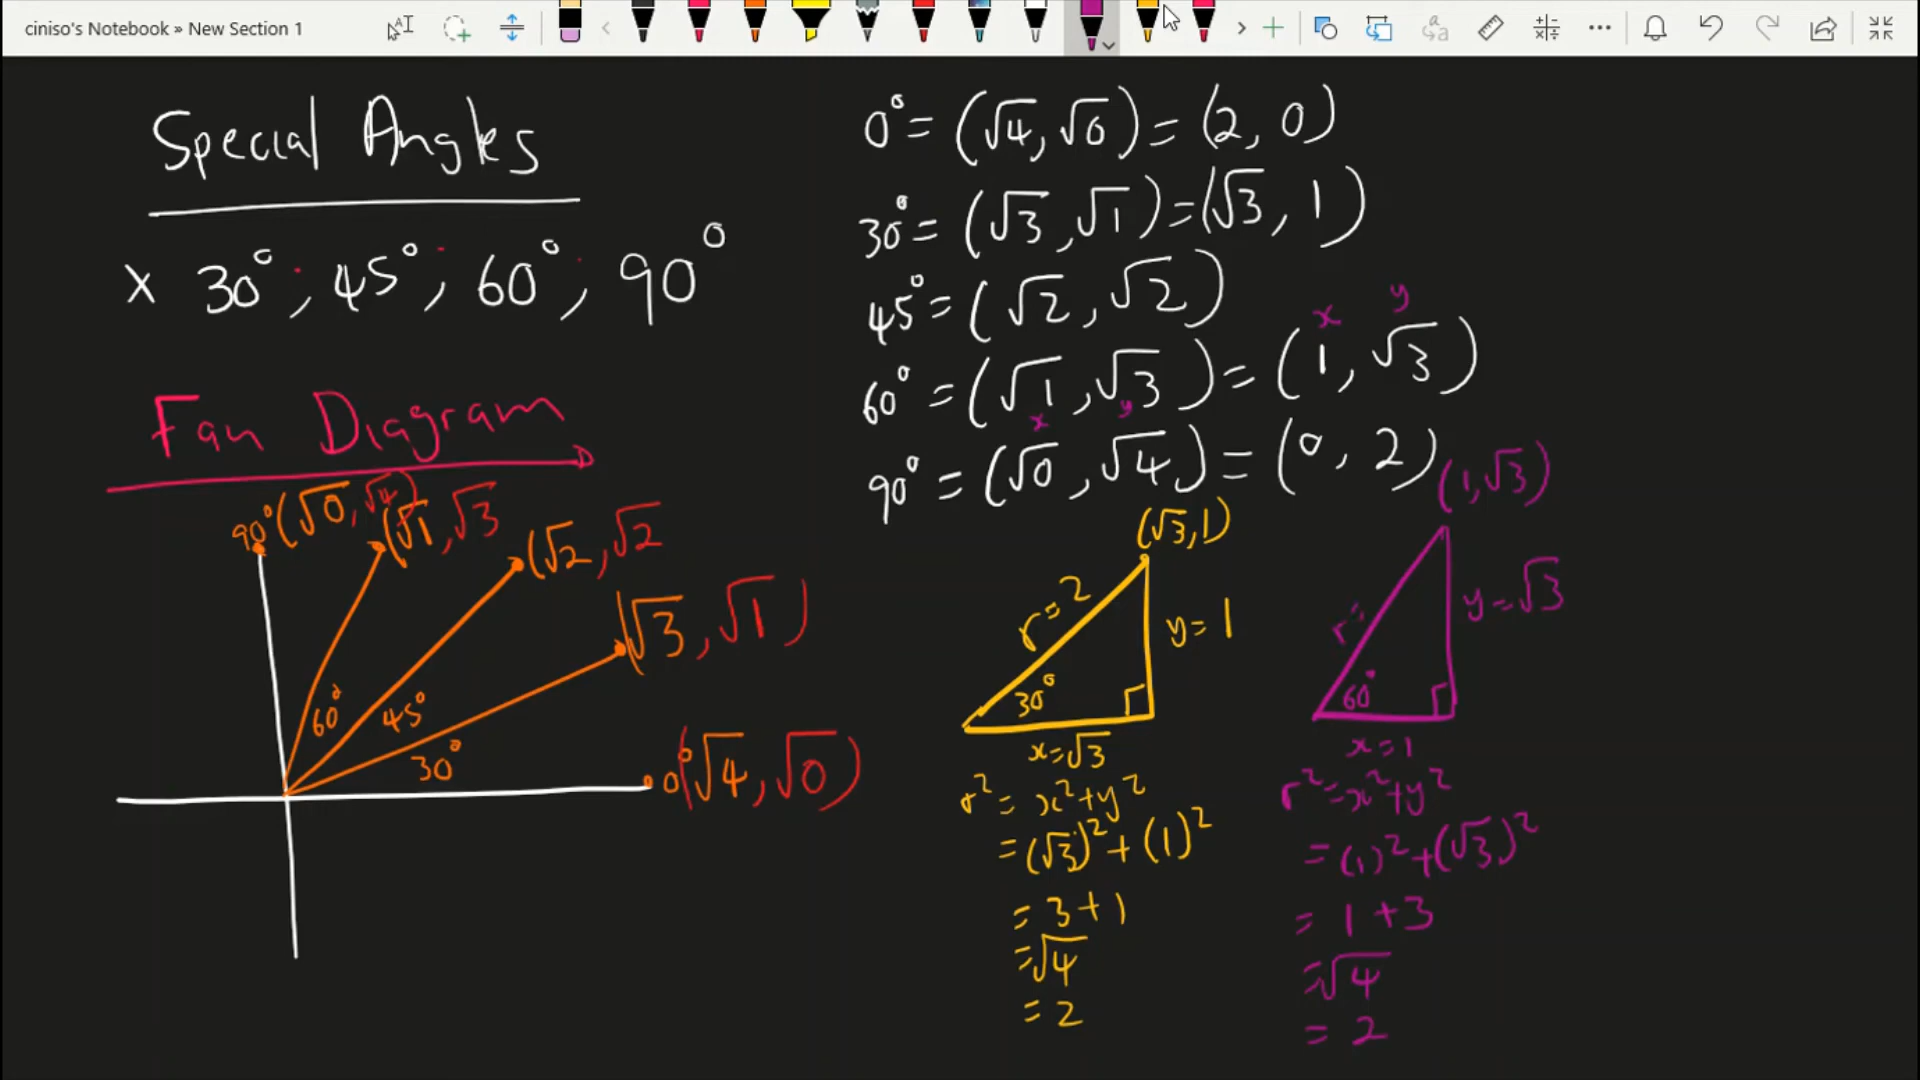 ciniso's Notebook » New Section 1
Special Angles
x 30°; 45°; 60°; 90°
Fan Diagram
90° (√0, √4)
(√1, √3
(√2, √2
(√3, √1)
0° (√4, √0)
60°
45°
30°
0° = (√4, √0) = (2, 0)
30° = (√3, √1) = (√3, 1)
45° = (√2, √2)
x y
60° = (√1, √3) = (1, √3)
x y
90° = (√0, √4) = (0, 2)
(√3, 1)
r = 2
y = 1
30°
x = √3
r² = x² + y²
= (√3)² + (1)²
= 3 + 1
= √4
= 2
(1, √3)
r =
y = √3
60°
x = 1
r² = x² + y²
= (1)² + (√3)²
= 1 + 3
= √4
= 2